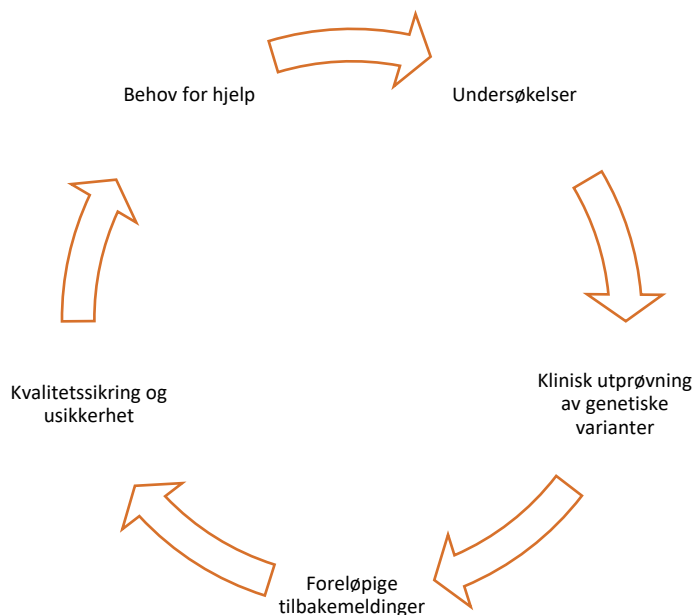 Behov for hjelp
Undersøkelser
Klinisk utprøvning
av genetiske
varianter
Foreløpige
tilbakemeldinger
Kvalitetssikring og
usikkerhet